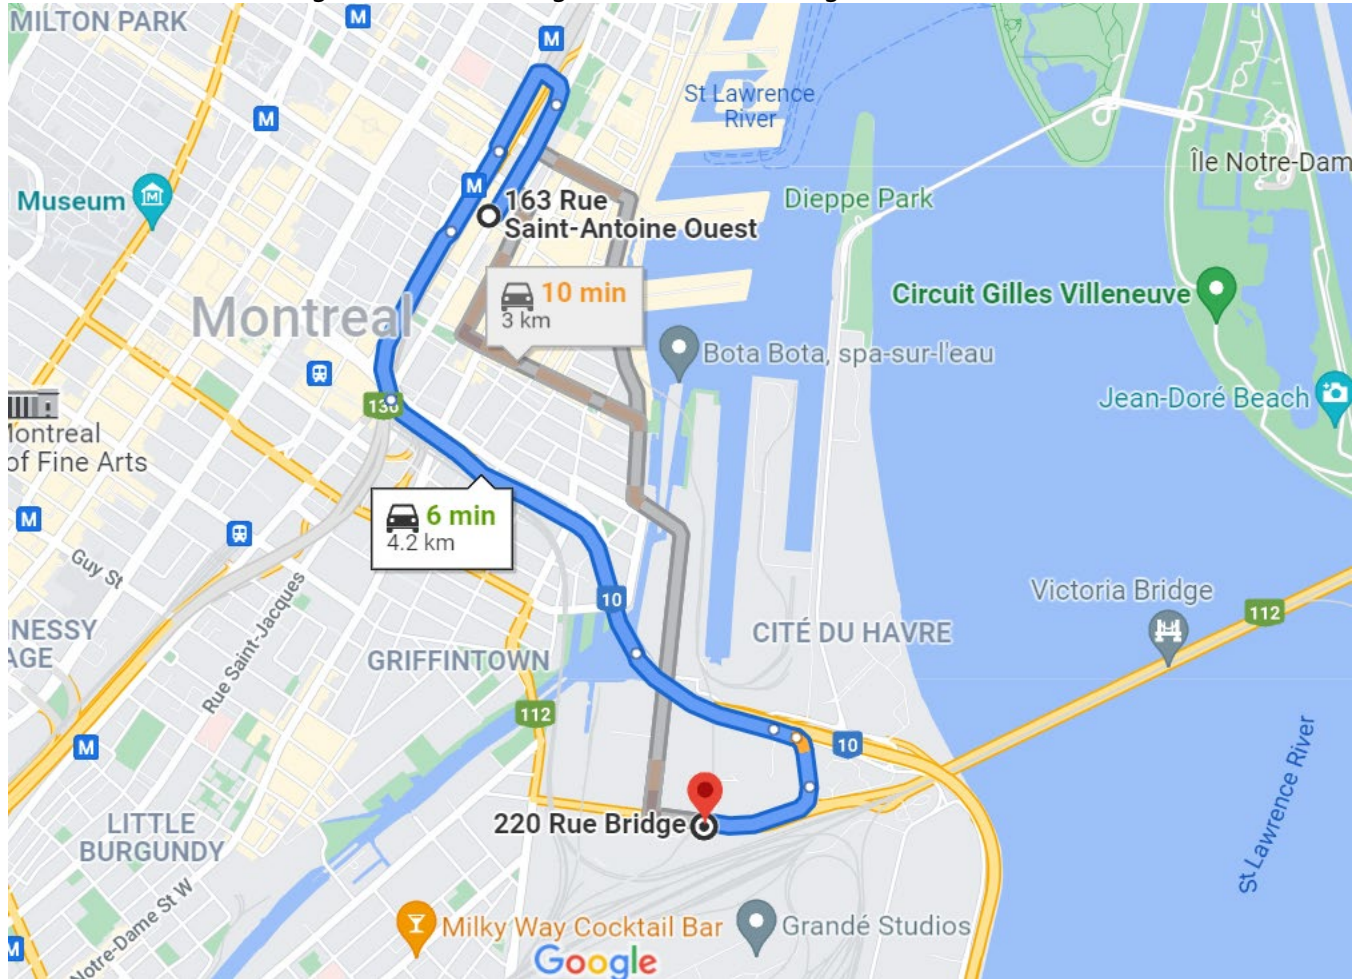 MILTON PARK
M
M
M
St Lawrence
River
Île Notre-Dam
Museum
M
163 Rue
Saint-Antoine Ouest
Dieppe Park
10 min
3 km
Circuit Gilles Villeneuve
Montreal
Bota Bota, spa-sur-l'eau
Jean-Doré Beach
136
Montreal
of Fine Arts
M
6 min
4.2 km
Guy St
10
Victoria Bridge
112
NESSY
AGE
Rue Saint-Jacques
GRIFFINTOWN
CITÉ DU HAVRE
112
M
10
St Lawrence River
220 Rue Bridge
LITTLE
BURGUNDY
Notre-Dame St W
M
Milky Way Cocktail Bar
Grandé Studios
Google